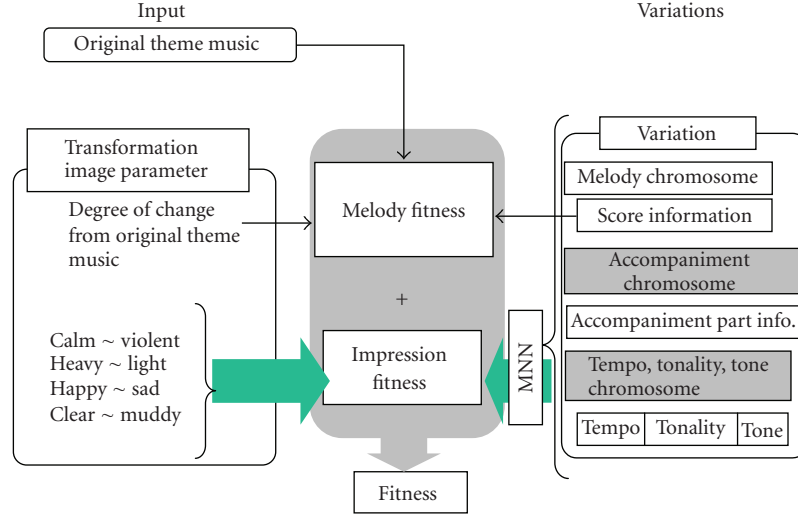 Input
Variations
Original theme music
Transformation
image parameter
Degree of change
from original theme
music
Calm ~ violent
Heavy ~ light
Happy ~ sad
Clear ~ muddy
Melody fitness
+
Impression
fitness
Fitness
MNN
Variation
Melody chromosome
Score information
Accompaniment
chromosome
Accompaniment part info.
Tempo, tonality, tone
chromosome
Tempo Tonality Tone